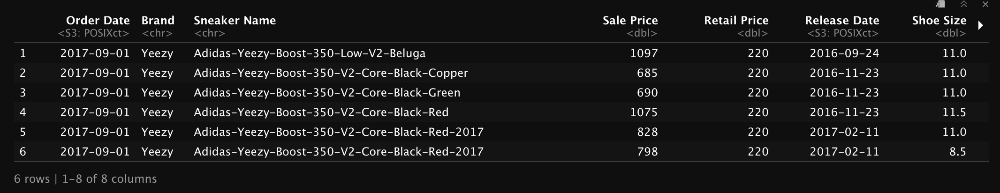 Order Date Brand Sneaker Name Sale Price Retail Price Release Date Shoe Size
<S3: POSIXct> <chr> <chr> <dbl> <dbl> <S3: POSIXct> <dbl>
1 2017-09-01 Yeezy Adidas-Yeezy-Boost-350-Low-V2-Beluga 1097 220 2016-09-24 11.0
2 2017-09-01 Yeezy Adidas-Yeezy-Boost-350-V2-Core-Black-Copper 685 220 2016-11-23 11.0
3 2017-09-01 Yeezy Adidas-Yeezy-Boost-350-V2-Core-Black-Green 690 220 2016-11-23 11.0
4 2017-09-01 Yeezy Adidas-Yeezy-Boost-350-V2-Core-Black-Red 1075 220 2016-11-23 11.5
5 2017-09-01 Yeezy Adidas-Yeezy-Boost-350-V2-Core-Black-Red-2017 828 220 2017-02-11 11.0
6 2017-09-01 Yeezy Adidas-Yeezy-Boost-350-V2-Core-Black-Red-2017 798 220 2017-02-11 8.5
6 rows | 1-8 of 8 columns